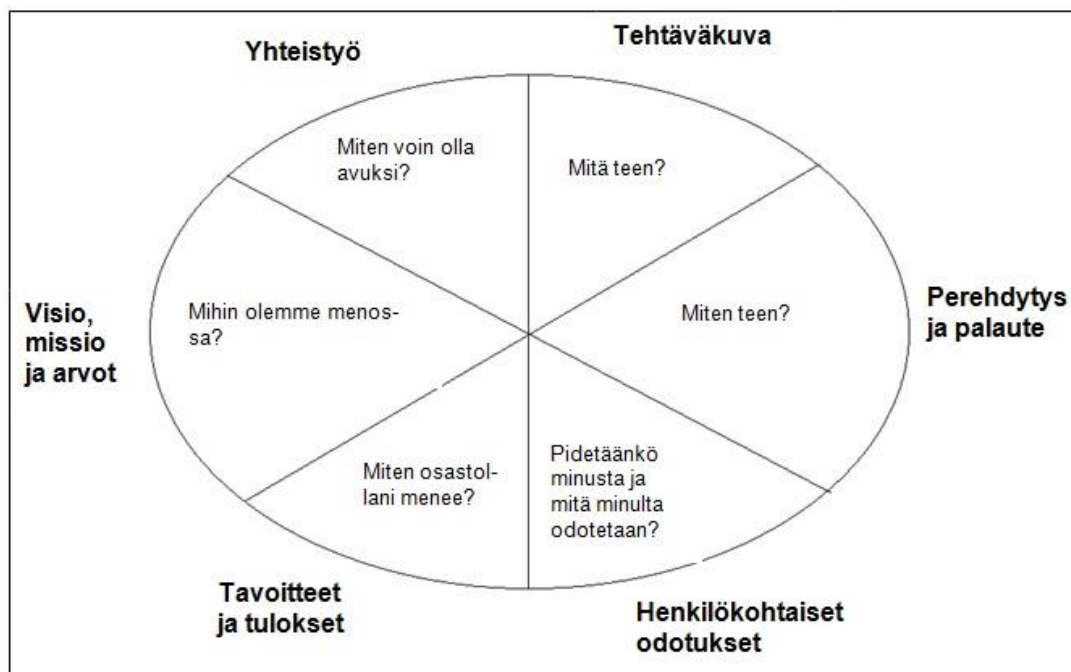 Yhteistyö
Tehtäväkuva
Miten voin olla
avuksi?
Mitä teen?
Visio,
missio
ja arvot
Mihin olemme menos-
sa?
Miten teen?
Perehdytys
ja palaute
Miten osastol-
lani menee?
Pidetäänkö
minusta ja
mitä minulta
odotetaan?
Tavoitteet
ja tulokset
Henkilökohtaiset
odotukset